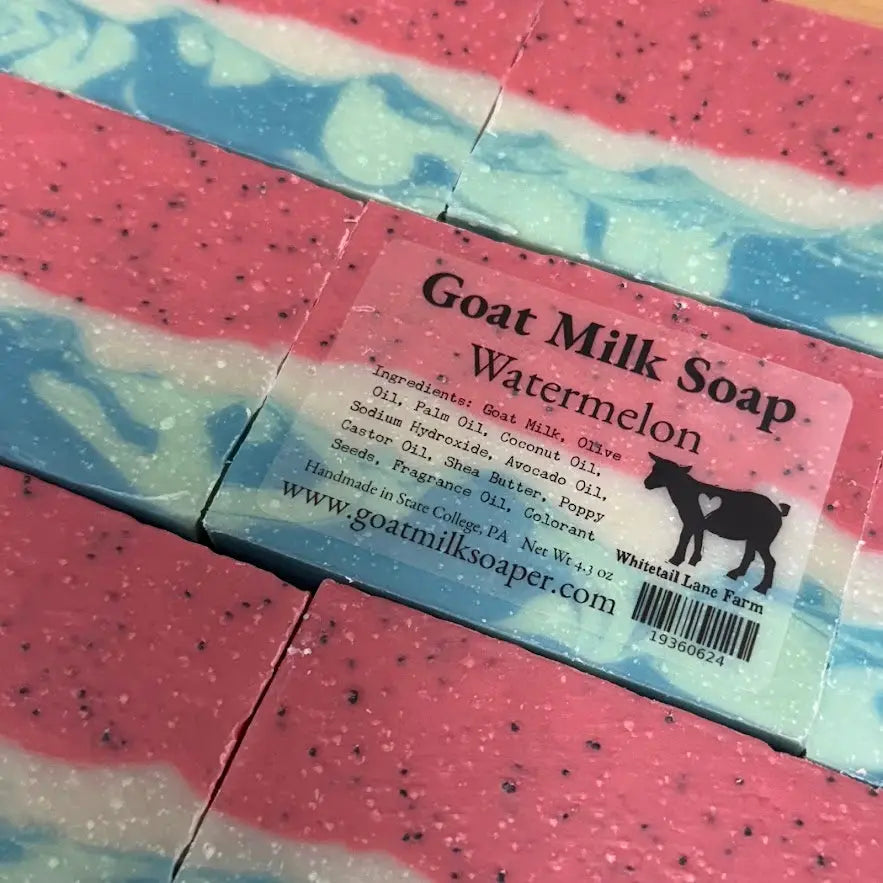 Goat Milk Soap
Watermelon
Ingredients: Goat Milk, Olive
Oil, Palm Oil, Coconut Oil,
Sodium Hydroxide, Avocado Oil,
Castor Oil, Shea Butter, Poppy
Seeds, Fragrance Oil, Colorant
Handmade in State College, PA Net Wt 4.3 oz
www.goatmilksoaper.com
Whitetail Lane Farm
19360624